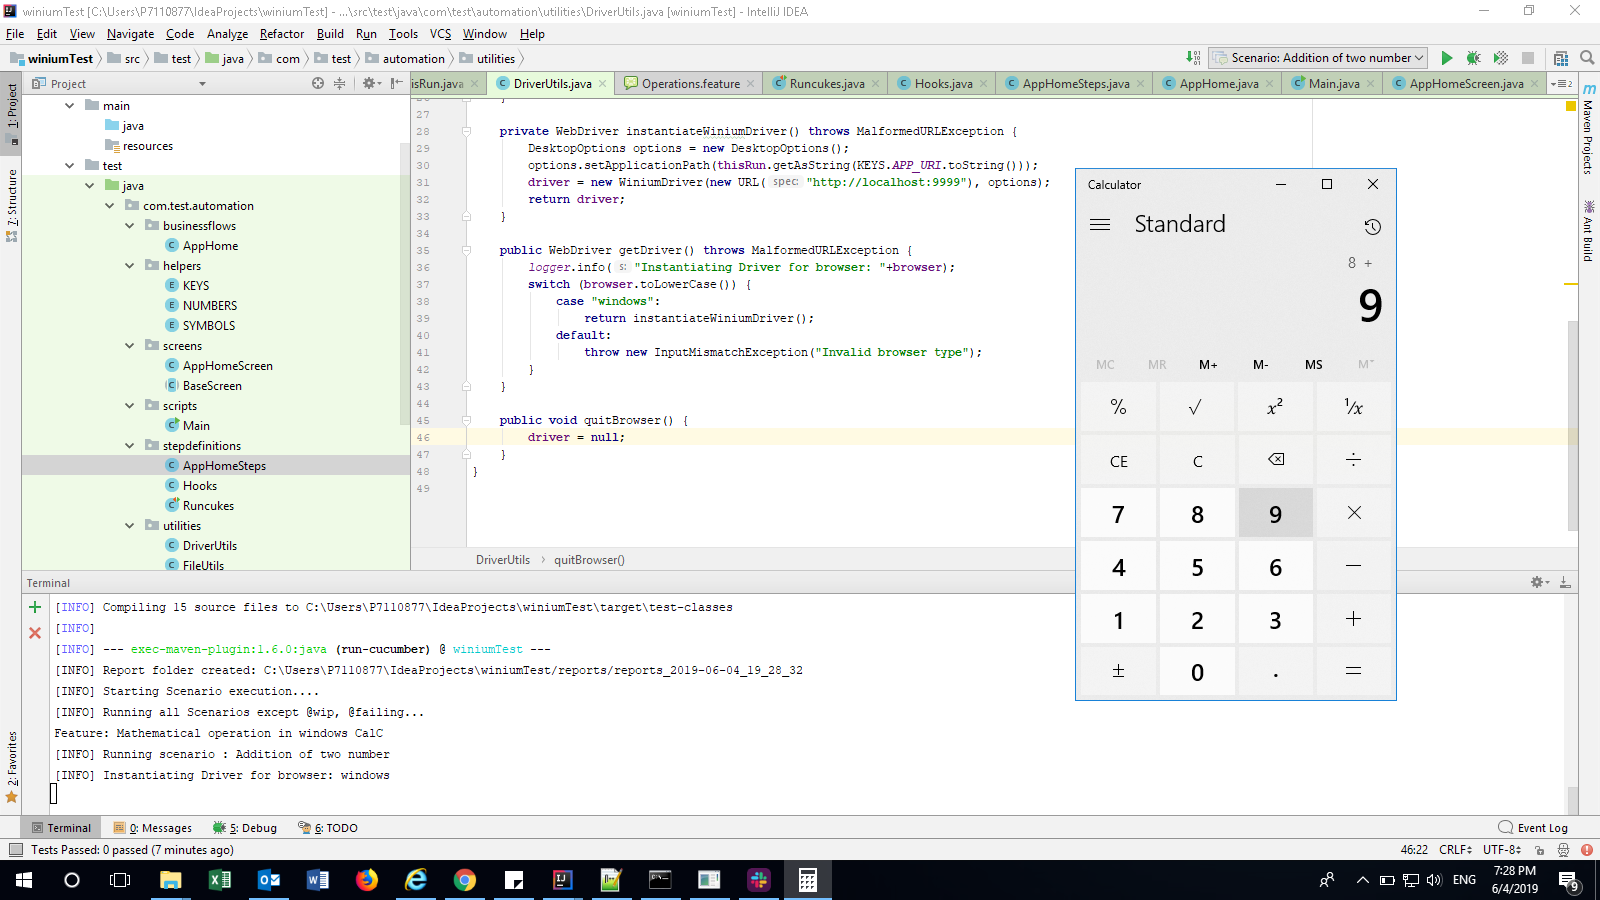 winiumTest [C:\Users\P7110877\IdeaProjects\winiumTest] - ...\src\test\java\com\test\automation\utilities\DriverUtils.java [winiumTest] - IntelliJ IDEA
File Edit View Navigate Code Analyze Refactor Build Run Tools VCS Window Help
winiumTest src test java com test automation utilities
Scenario: Addition of two number
Project
isRun.java DriverUtils.java Operations.feature Runcukes.java Hooks.java AppHomeSteps.java AppHome.java Main.java AppHomeScreen.java
1: Project
7: Structure
2: Favorites
Maven Projects
Ant Build
main
java
resources
test
java
com.test.automation
businessflows
AppHome
helpers
KEYS
NUMBERS
SYMBOLS
screens
AppHomeScreen
BaseScreen
scripts
Main
stepdefinitions
AppHomeSteps
Hooks
Runcukes
utilities
DriverUtils
FileUtils
27
28 private WebDriver instantiateWiniumDriver() throws MalformedURLException {
29 DesktopOptions options = new DesktopOptions();
30 options.setApplicationPath(thisRun.getAsString(KEYS.APP_URI.toString()));
31 driver = new WiniumDriver(new URL( spec: "http://localhost:9999"), options);
32 return driver;
33 }
34
35 public WebDriver getDriver() throws MalformedURLException {
36 logger.info( s: "Instantiating Driver for browser: "+browser);
37 switch (browser.toLowerCase()) {
38 case "windows":
39 return instantiateWiniumDriver();
40 default:
41 throw new InputMismatchException("Invalid browser type");
42 }
43 }
44
45 public void quitBrowser() {
46 driver = null;
47 }
48 }
49
DriverUtils quitBrowser()
Calculator
Standard
8 +
9
MC MR M+ M- MS M˅
% √ x² ¹/x
CE C ÷
7 8 9 ×
4 5 6 −
1 2 3 +
± 0 . =
Terminal
[INFO] Compiling 15 source files to C:\Users\P7110877\IdeaProjects\winiumTest\target\test-classes
[INFO]
[INFO] --- exec-maven-plugin:1.6.0:java (run-cucumber) @ winiumTest ---
[INFO] Report folder created: C:\Users\P7110877\IdeaProjects\winiumTest/reports/reports_2019-06-04_19_28_32
[INFO] Starting Scenario execution....
[INFO] Running all Scenarios except @wip, @failing...
Feature: Mathematical operation in windows CalC
[INFO] Running scenario : Addition of two number
[INFO] Instantiating Driver for browser: windows
Terminal 0: Messages 5: Debug 6: TODO Event Log
Tests Passed: 0 passed (7 minutes ago) 46:22 CRLF UTF-8
ENG 7:28 PM
6/4/2019 9